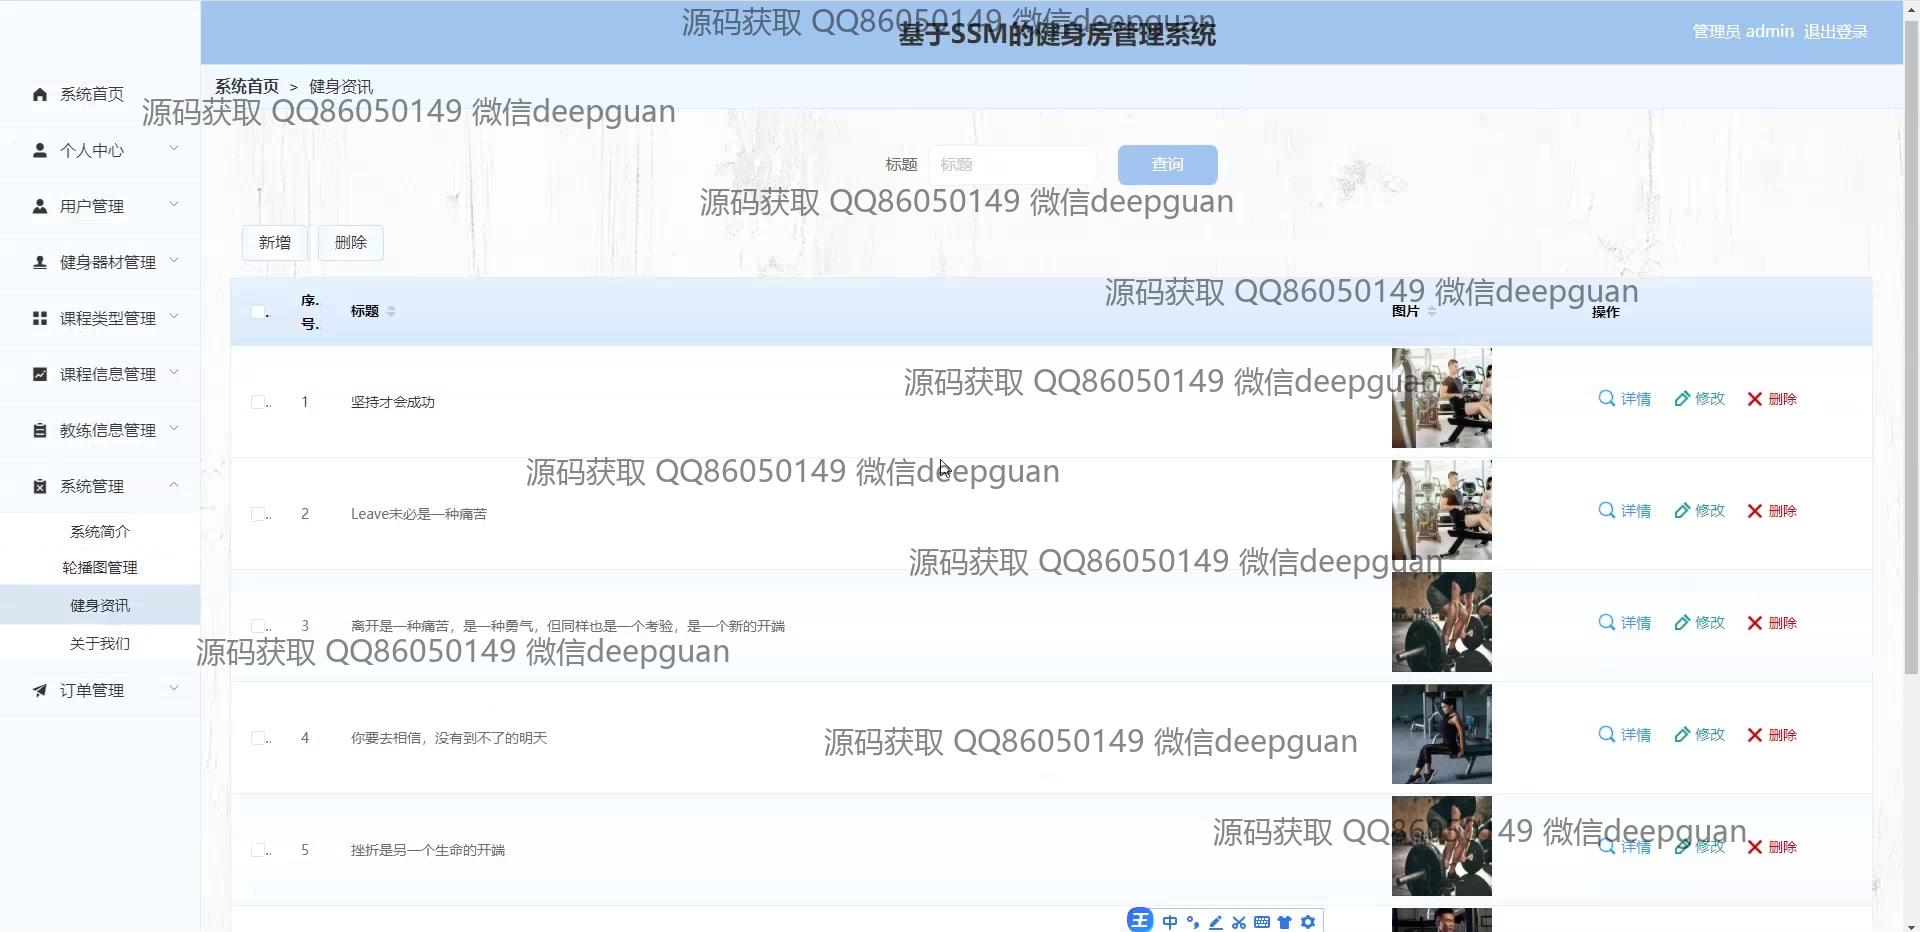 源码获取 QQ86050149 微信deepguan
基于SSM的健身房管理系统
管理员 admin 退出登录
系统首页 > 健身资讯
源码获取 QQ86050149 微信deepguan
系统首页
个人中心
用户管理
健身器材管理
课程类型管理
课程信息管理
教练信息管理
系统管理
系统简介
轮播图管理
健身资讯
关于我们
订单管理
标题 标题 查询
源码获取 QQ86050149 微信deepguan
新增 删除
源码获取 QQ86050149 微信deepguan
序. 号. 标题 图片 操作
源码获取 QQ86050149 微信deepguan
1 坚持才会成功 详情 修改 删除
源码获取 QQ86050149 微信deepguan
2 Leave未必是一种痛苦 详情 修改 删除
源码获取 QQ86050149 微信deepguan
3 离开是一种痛苦，是一种勇气，但同样也是一个考验，是一个新的开端 详情 修改 删除
源码获取 QQ86050149 微信deepguan
4 你要去相信，没有到不了的明天 详情 修改 删除
源码获取 QQ86050149 微信deepguan
源码获取 QQ86050149 微信deepguan
5 挫折是另一个生命的开端 详情 修改 删除
王 中